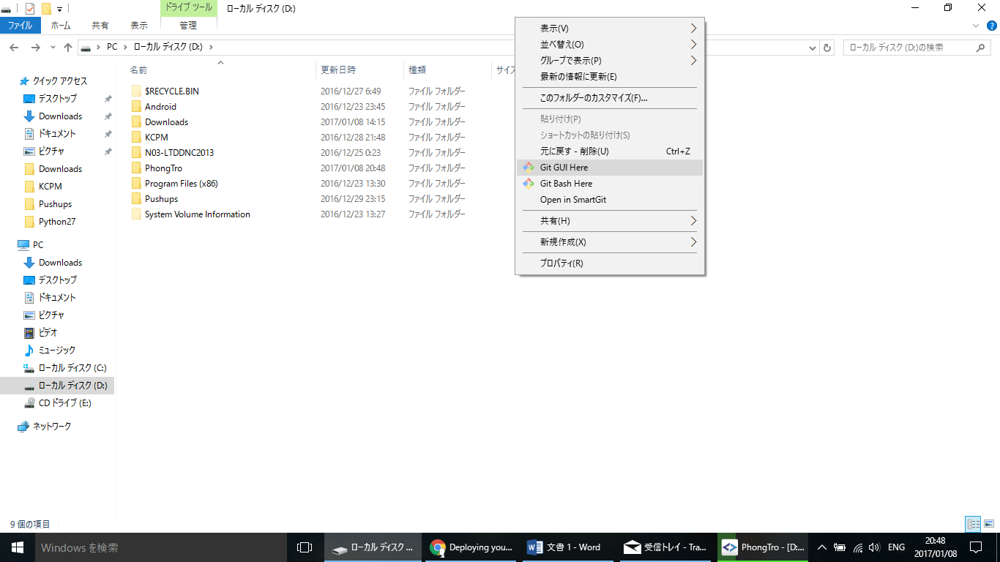 ドライブ ツール
ローカル ディスク (D:)
ファイル
ホーム
共有
表示
管理
PC
ローカル ディスク (D:)
ローカル ディスク (D:)の検索
名前
更新日時
種類
サイズ
クイック アクセス
デスクトップ
Downloads
ドキュメント
ピクチャ
Downloads
KCPM
Pushups
Python27
PC
Downloads
デスクトップ
ドキュメント
ピクチャ
ビデオ
ミュージック
ローカル ディスク (C:)
ローカル ディスク (D:)
CD ドライブ (E:)
ネットワーク
$RECYCLE.BIN 2016/12/27 6:49 ファイル フォルダー
Android 2016/12/23 23:45 ファイル フォルダー
Downloads 2017/01/08 14:15 ファイル フォルダー
KCPM 2016/12/28 21:48 ファイル フォルダー
N03-LTDDNC2013 2016/12/25 0:23 ファイル フォルダー
PhongTro 2017/01/08 20:48 ファイル フォルダー
Program Files (x86) 2016/12/23 13:30 ファイル フォルダー
Pushups 2016/12/29 23:15 ファイル フォルダー
System Volume Information 2016/12/23 13:27 ファイル フォルダー
表示(V)
並べ替え(O)
グループで表示(P)
最新の情報に更新(E)
このフォルダーのカスタマイズ(F)...
貼り付け(P)
ショートカットの貼り付け(S)
元に戻す - 削除(U) Ctrl+Z
Git GUI Here
Git Bash Here
Open in SmartGit
共有(H)
新規作成(X)
プロパティ(R)
9 個の項目
Windows を検索
ローカル ディスク ...
Deploying you...
文書 1 - Word
受信トレイ - Tra...
PhongTro - [D:...
ENG
20:48
2017/01/08